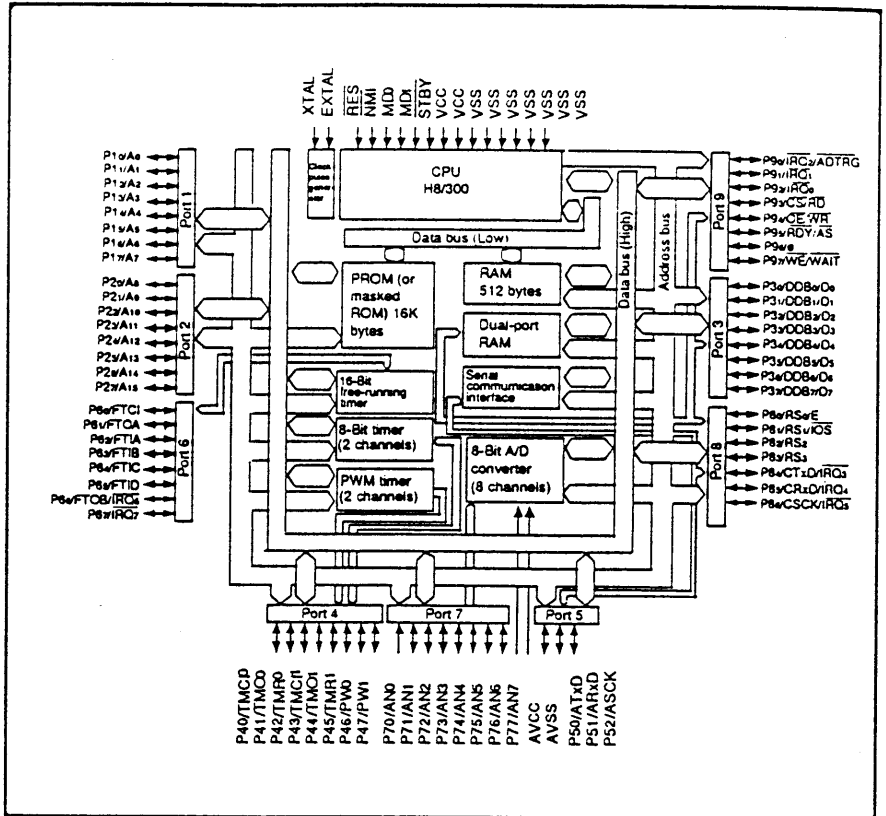 XTAL
EXTAL
RES
NMI
MD0
MD1
STBY
VCC
VCC
VSS
VSS
VSS
VSS
VSS
VSS
VSS
P10/A0
P11/A1
P12/A2
P13/A3
P14/A4
P15/A5
P16/A6
P17/A7
Port 1
CPU
H8/300
Data bus (Low)
Data bus (High)
Address bus
P90/IRQ2/ADTRG
P91/IRQ1
P92/IRQ0
P93/CS/RD
P94/OE/WR
P95/RDY/AS
P96/ø
P97/WE/WAIT
Port 9
P20/A8
P21/A9
P22/A10
P23/A11
P24/A12
P25/A13
P26/A14
P27/A15
Port 2
PROM (or
masked
ROM) 16K
bytes
RAM
512 bytes
Dual-port
RAM
P30/DDB0/D0
P31/DDB1/D1
P32/DDB2/D2
P33/DDB3/D3
P34/DDB4/D4
P35/DDB5/D5
P36/DDB6/D6
P37/DDB7/D7
Port 3
P60/FTCI
P61/FTOA
P62/FTIA
P63/FTIB
P64/FTIC
P65/FTID
P66/FTOB/IRQ6
P67/IRQ7
Port 6
16-Bit
free-running
timer
8-Bit timer
(2 channels)
PWM timer
(2 channels)
Serial
communication
interface
8-Bit A/D
converter
(8 channels)
P80/RS0/E
P81/RS1/IOS
P82/RS2
P83/RS3
P84/CTxD/IRQ3
P85/CRxD/IRQ4
P86/CSCK/IRQ5
Port 8
Port 4
Port 7
Port 5
P40/TMCI0
P41/TMO0
P42/TMR0
P43/TMCI1
P44/TMO1
P45/TMR1
P46/PW0
P47/PW1
P70/AN0
P71/AN1
P72/AN2
P73/AN3
P74/AN4
P75/AN5
P76/AN6
P77/AN7
AVCC
AVSS
P50/ATxD
P51/ARxD
P52/ASCK